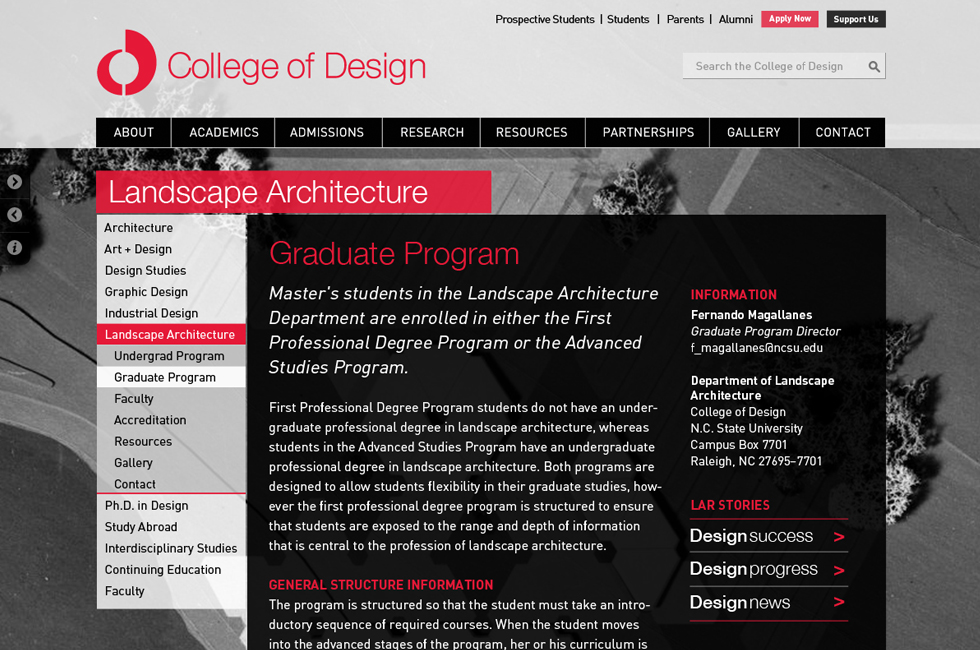 Prospective Students | Students | Parents | Alumni Apply Now Support Us
College of Design
Search the College of Design
ABOUT ACADEMICS ADMISSIONS RESEARCH RESOURCES PARTNERSHIPS GALLERY CONTACT
Landscape Architecture
Architecture
Art + Design
Design Studies
Graphic Design
Industrial Design
Landscape Architecture
Undergrad Program
Graduate Program
Faculty
Accreditation
Resources
Gallery
Contact
Ph.D. in Design
Study Abroad
Interdisciplinary Studies
Continuing Education
Faculty
Graduate Program
Master's students in the Landscape Architecture
Department are enrolled in either the First
Professional Degree Program or the Advanced
Studies Program.
First Professional Degree Program students do not have an under-
graduate professional degree in landscape architecture, whereas
students in the Advanced Studies Program have an undergraduate
professional degree in landscape architecture. Both programs are
designed to allow students flexibility in their graduate studies, how-
ever the first professional degree program is structured to ensure
that students are exposed to the range and depth of information
that is central to the profession of landscape architecture.
GENERAL STRUCTURE INFORMATION
The program is structured so that the student must take an intro-
ductory sequence of required courses. When the student moves
into the advanced stages of the program, her or his curriculum is
INFORMATION
Fernando Magallanes
Graduate Program Director
f_magallanes@ncsu.edu
Department of Landscape
Architecture
College of Design
N.C. State University
Campus Box 7701
Raleigh, NC 27695–7701
LAR STORIES
Designsuccess >
Designprogress >
Designnews >